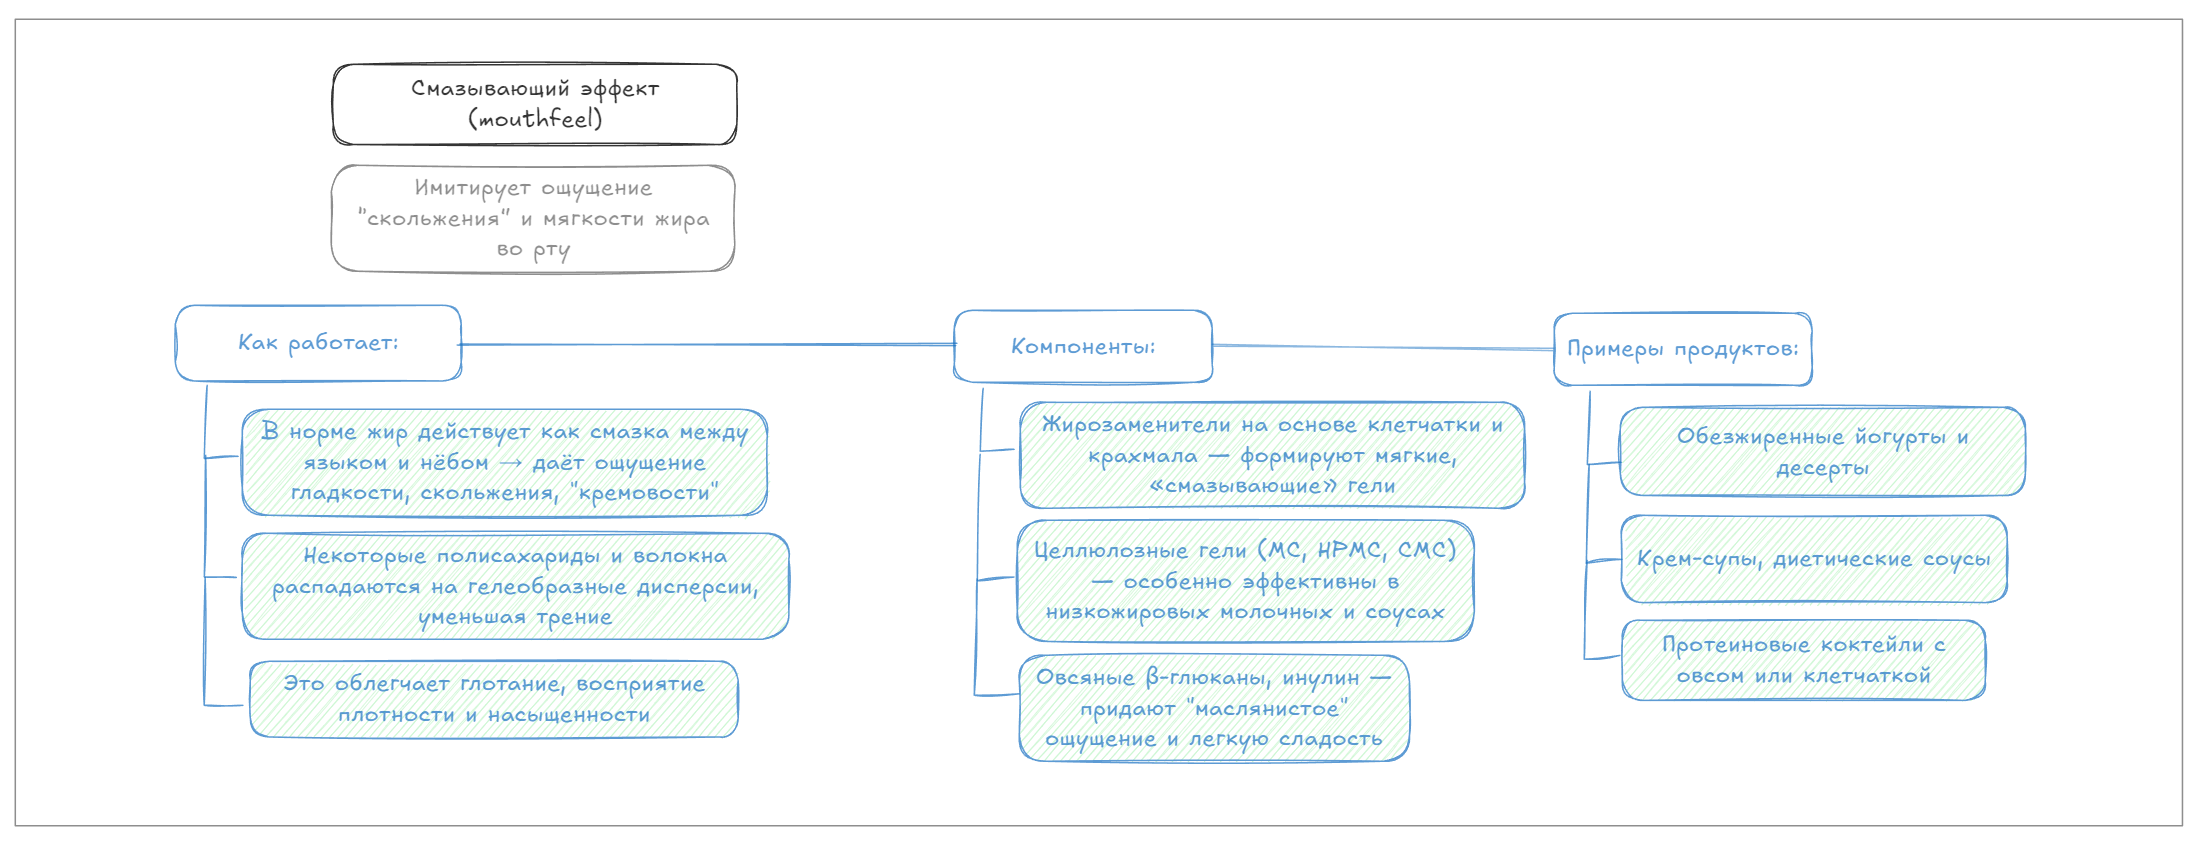 Смазывающий эффект
(mouthfeel)
Имитирует ощущение
"скольжения" и мягкости жира
во рту
Как работает:
В норме жир действует как смазка между
языком и нёбом → даёт ощущение
гладкости, скольжения, "кремовости"
Некоторые полисахариды и волокна
распадаются на гелеобразные дисперсии,
уменьшая трение
Это облегчает глотание, восприятие
плотности и насыщенности
Компоненты:
Жирозаменители на основе клетчатки и
крахмала — формируют мягкие,
«смазывающие» гели
Целлюлозные гели (MC, HPMC, CMC)
— особенно эффективны в
низкожировых молочных и соусах
Овсяные β-глюканы, инулин —
придают "маслянистое"
ощущение и легкую сладость
Примеры продуктов:
Обезжиренные йогурты и
десерты
Крем-супы, диетические соусы
Протеиновые коктейли с
овсом или клетчаткой